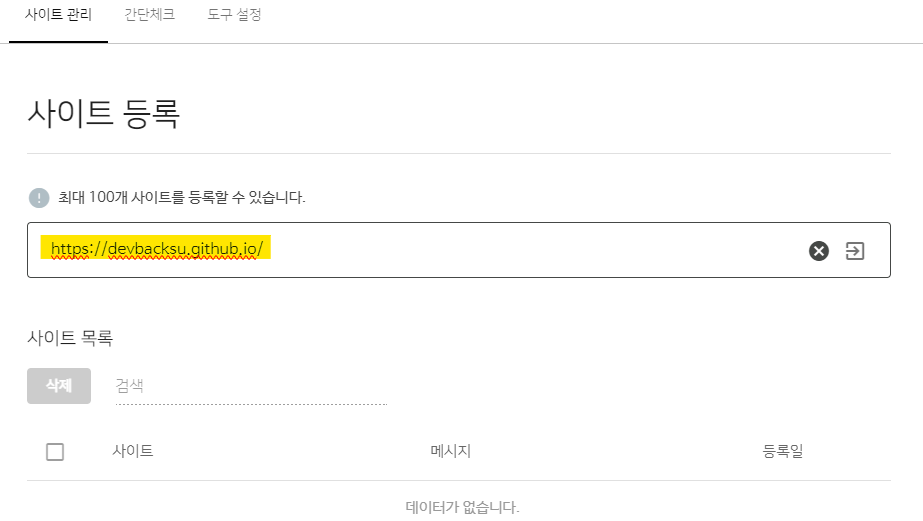 사이트 관리 간단체크 도구 설정
사이트 등록
! 최대 100개 사이트를 등록할 수 있습니다.
https://devbacksu.github.io/
사이트 목록
삭제 검색
사이트 메시지 등록일
데이터가 없습니다.